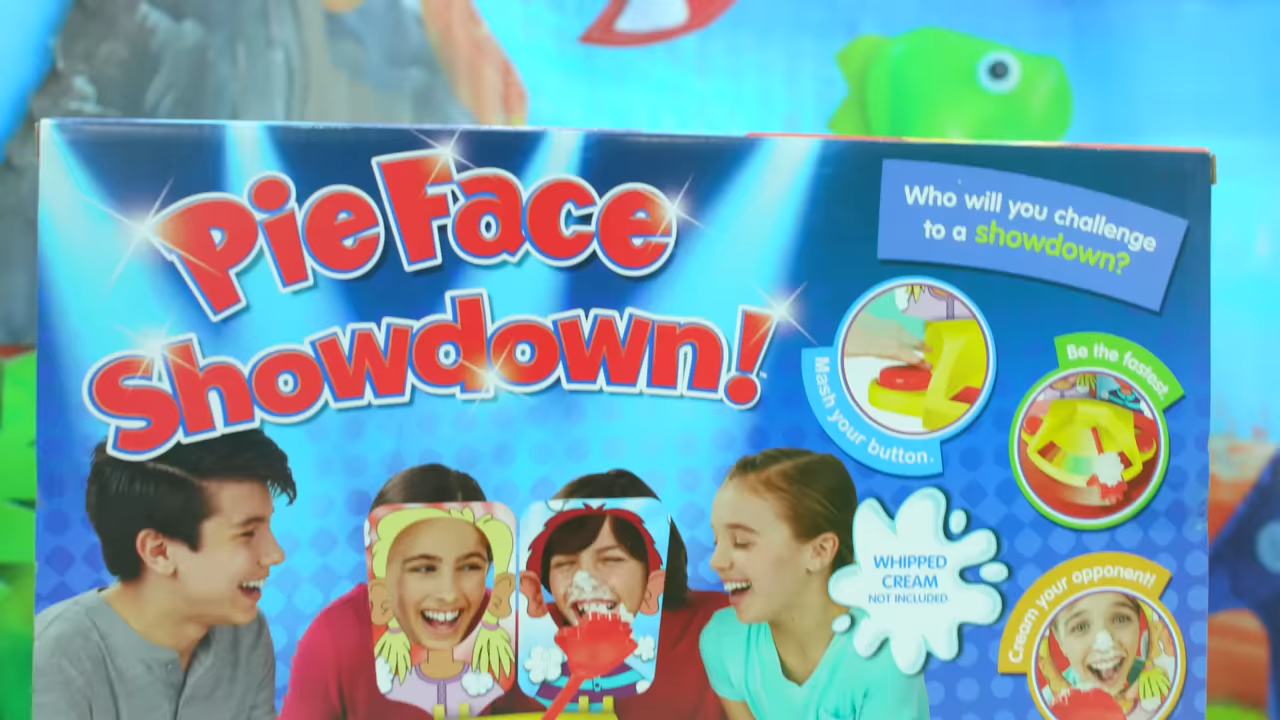 Pie Face
Showdown!
TM
Who will you challenge
to a showdown?
Mash your button.
Be the fastest!
WHIPPED
CREAM
NOT INCLUDED
Cream your opponent!